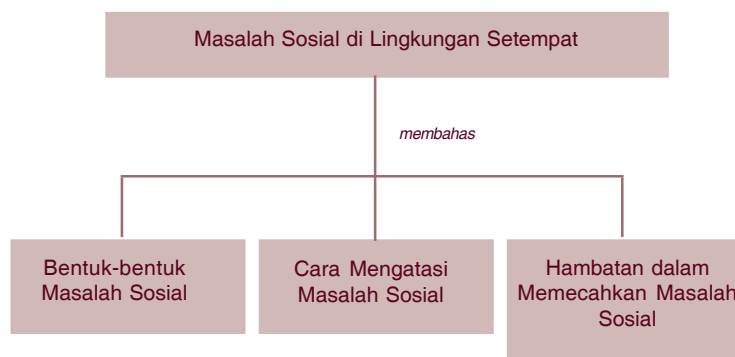 Masalah Sosial di Lingkungan Setempat
membahas
Bentuk-bentuk
Masalah Sosial
Cara Mengatasi
Masalah Sosial
Hambatan dalam
Memecahkan Masalah
Sosial